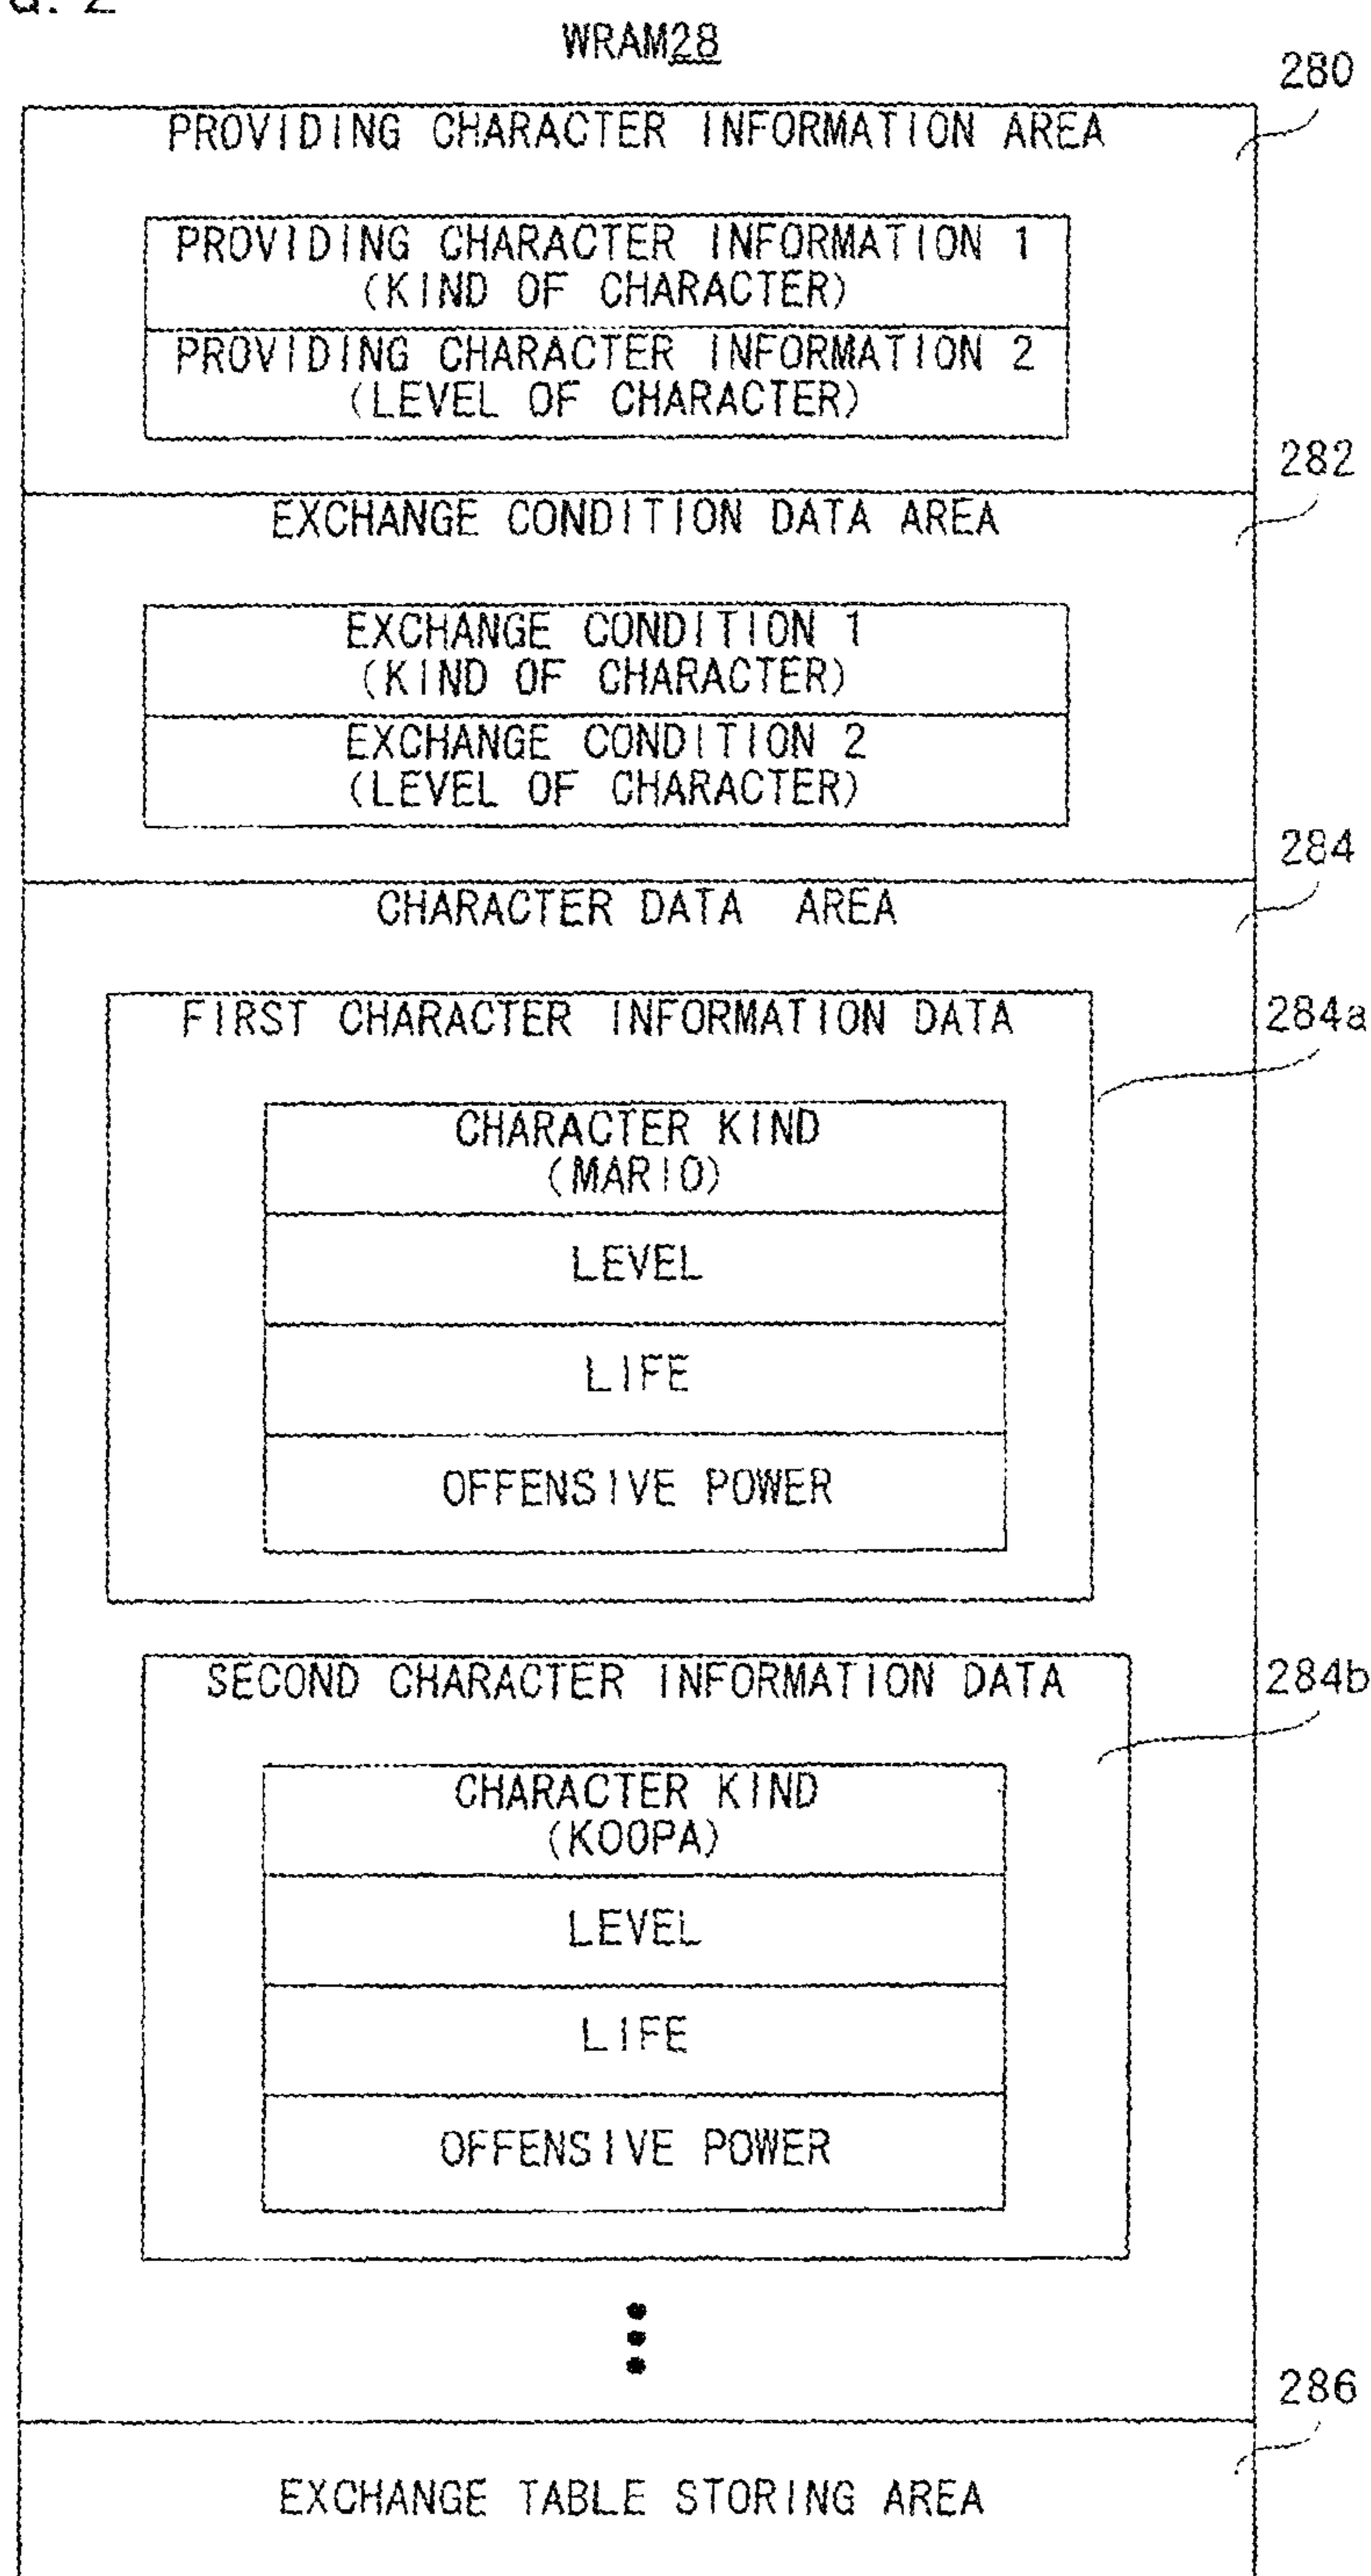 G. 2
WRAM28
280
PROVIDING CHARACTER INFORMATION AREA
PROVIDING CHARACTER INFORMATION 1
(KIND OF CHARACTER)
PROVIDING CHARACTER INFORMATION 2
(LEVEL OF CHARACTER)
282
EXCHANGE CONDITION DATA AREA
EXCHANGE CONDITION 1
(KIND OF CHARACTER)
EXCHANGE CONDITION 2
(LEVEL OF CHARACTER)
284
CHARACTER DATA AREA
284a
FIRST CHARACTER INFORMATION DATA
CHARACTER KIND
(MARIO)
LEVEL
LIFE
OFFENSIVE POWER
284b
SECOND CHARACTER INFORMATION DATA
CHARACTER KIND
(KOOPA)
LEVEL
LIFE
OFFENSIVE POWER
286
EXCHANGE TABLE STORING AREA